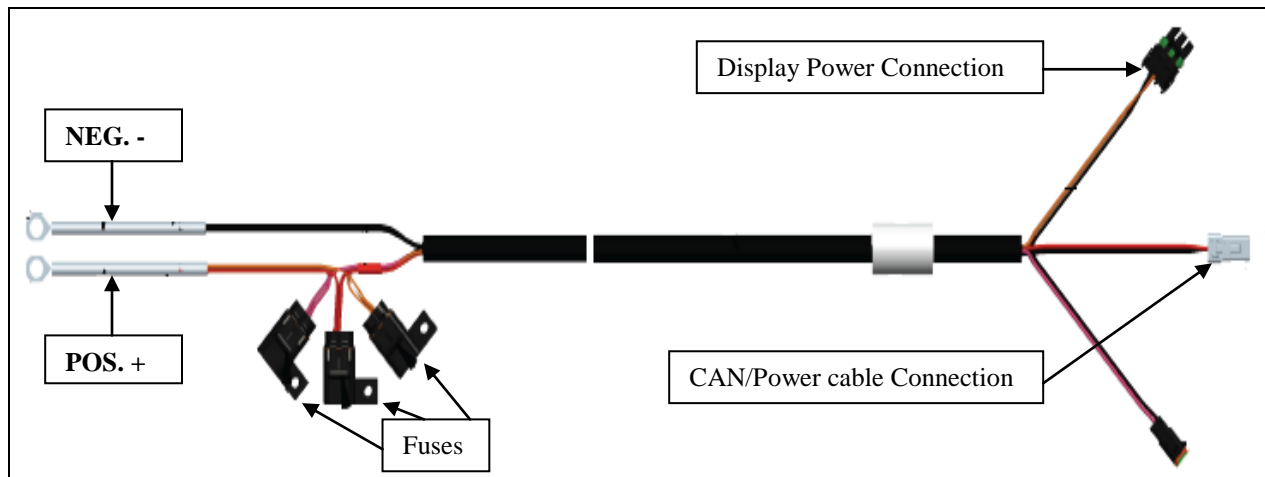 Display Power Connection
NEG. -
POS. +
CAN/Power cable Connection
Fuses